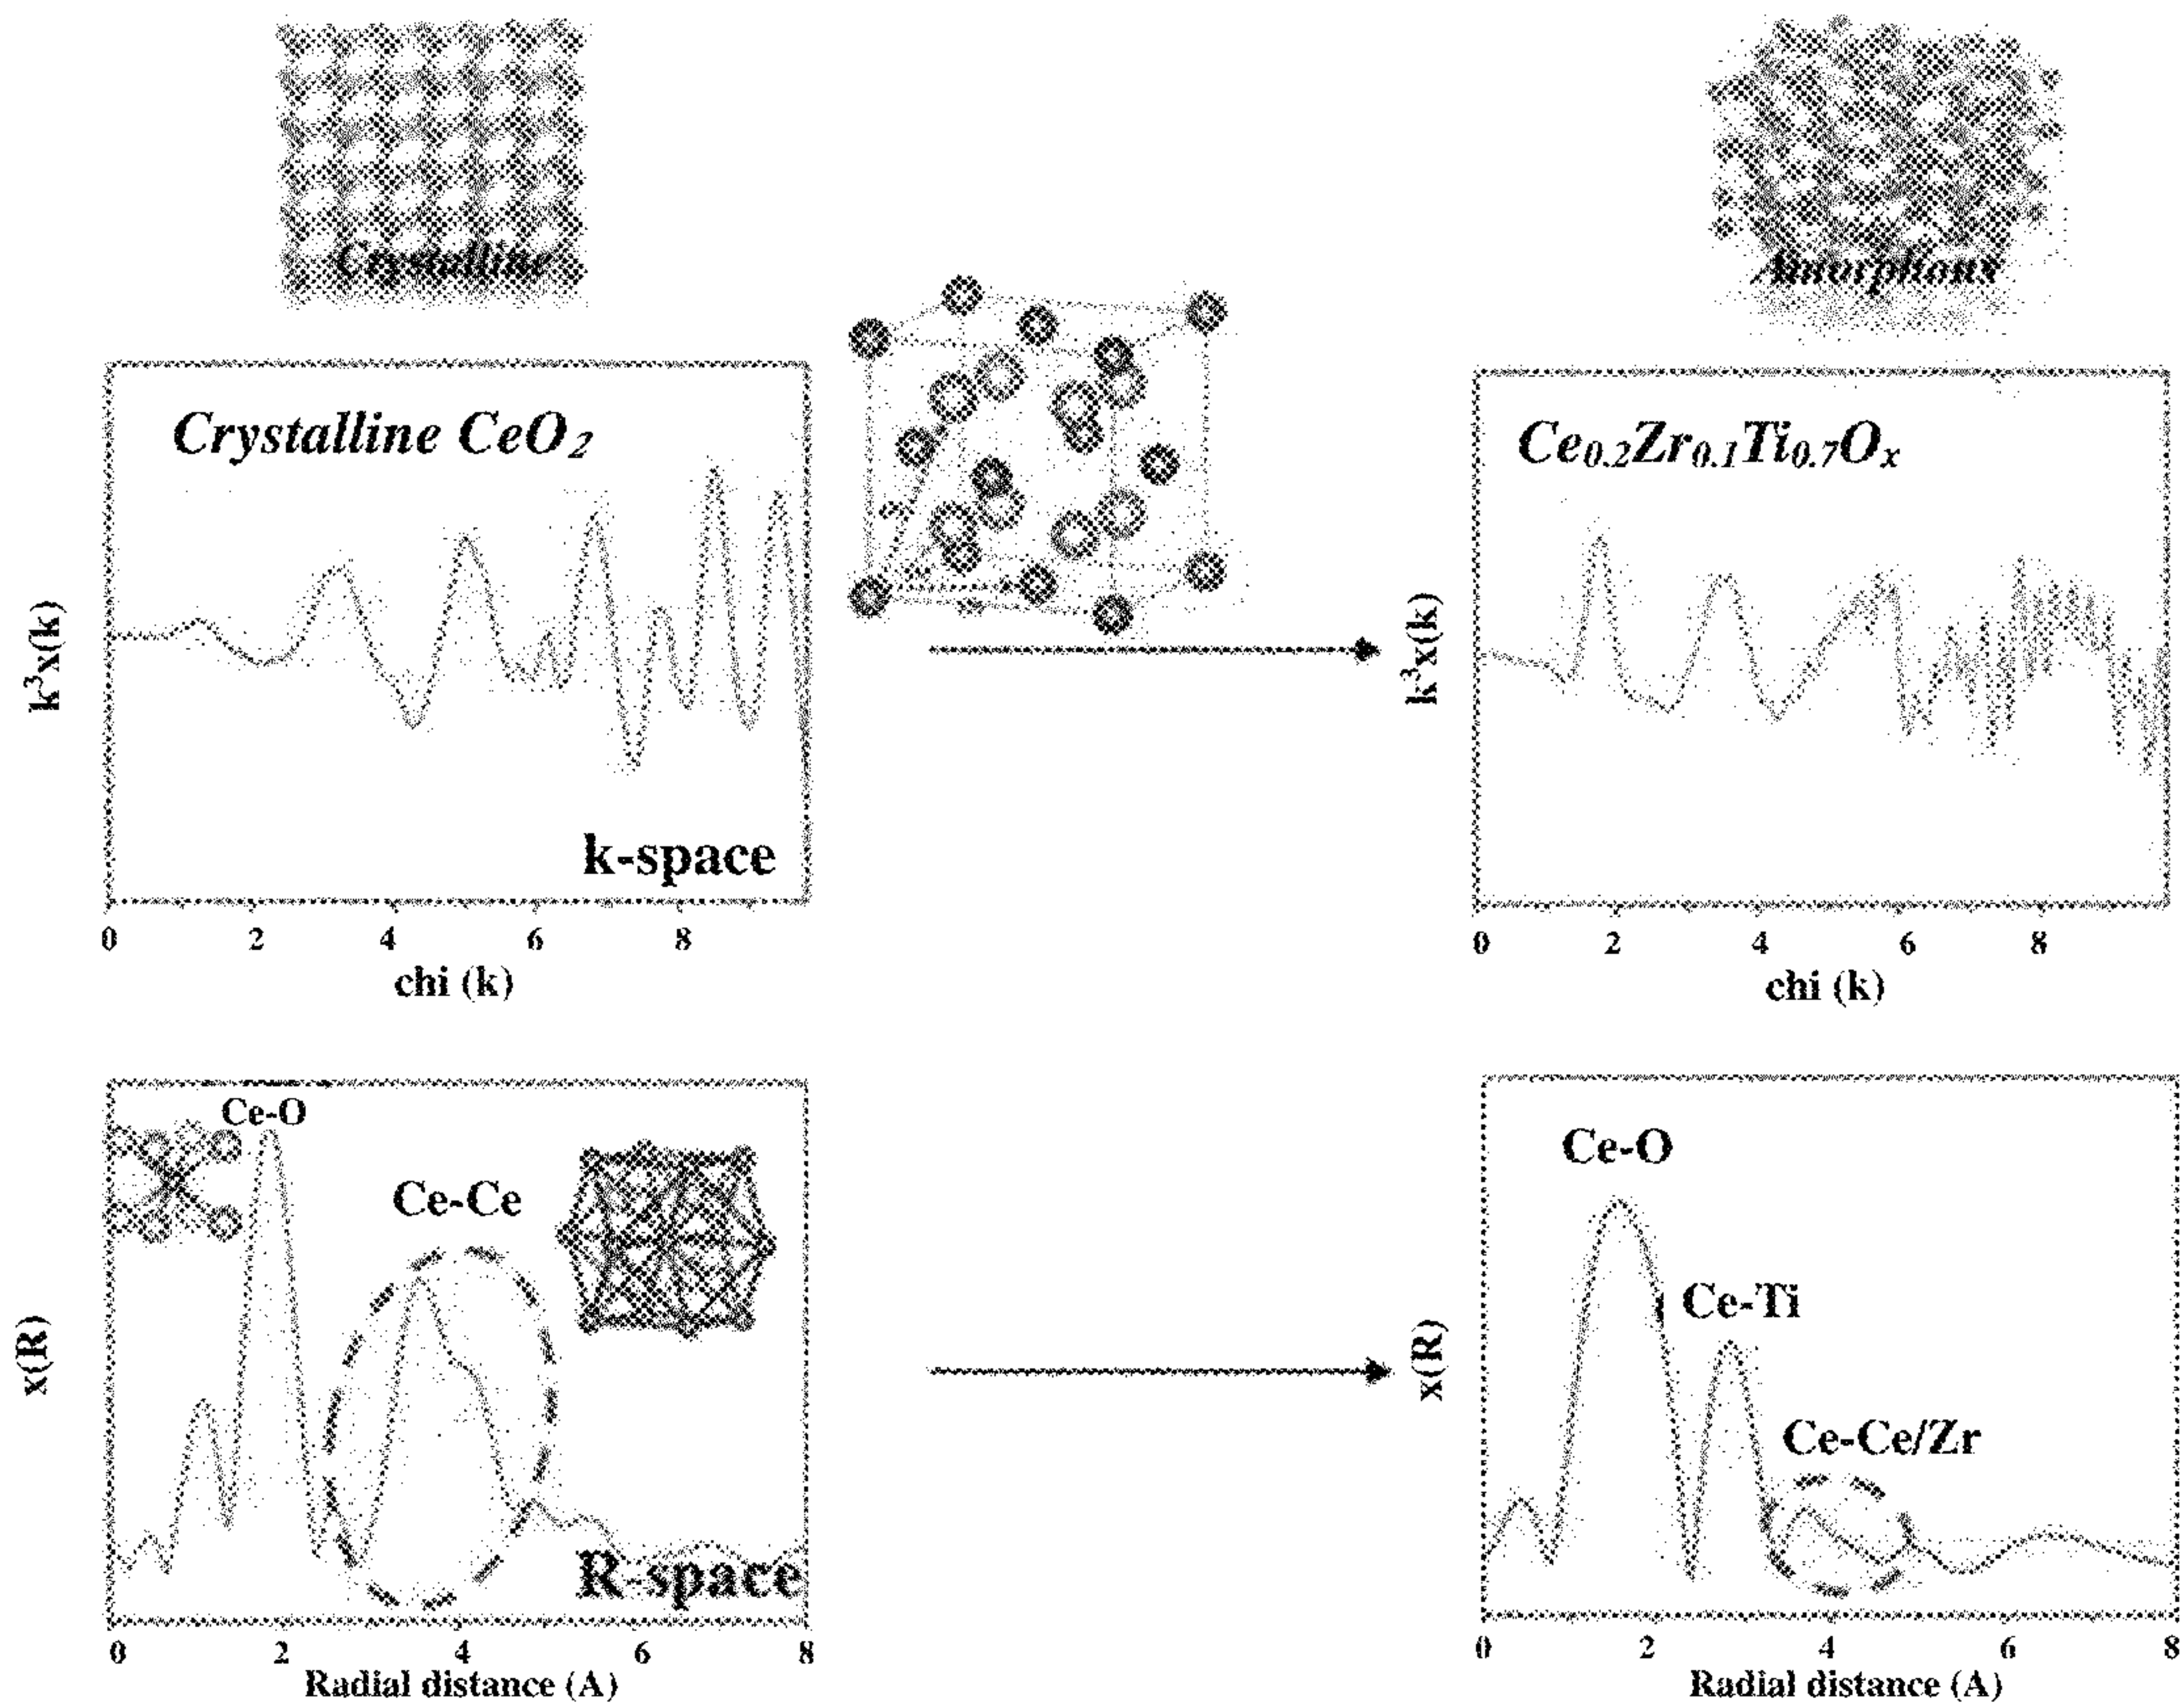 Crystalline
Amorphous
Crystalline CeO₂
k³x(k)
k-space
0 2 4 6 8
chi (k)
Ce₀.₂Zr₀.₁Ti₀.₇Oₓ
k³x(k)
0 2 4 6 8
chi (k)
Ce-O
Ce-Ce
x(R)
R-space
0 2 4 6 8
Radial distance (A)
Ce-O
Ce-Ti
Ce-Ce/Zr
x(R)
0 2 4 6 8
Radial distance (A)